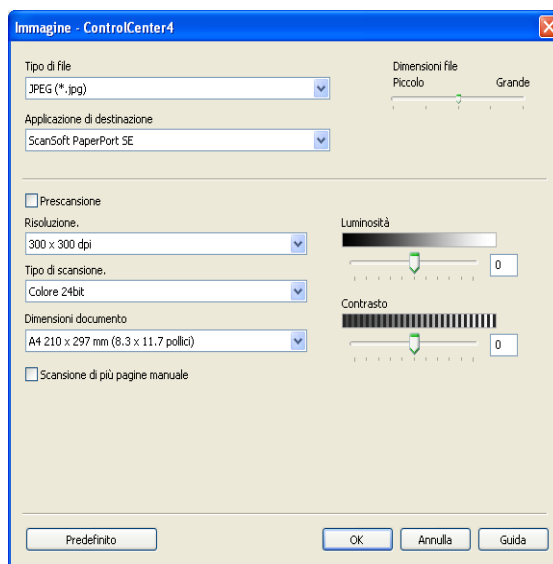 Immagine - ControlCenter4
Tipo di file
JPEG (*.jpg)
Dimensioni file
Piccolo Grande
Applicazione di destinazione
ScanSoft PaperPort SE
Prescansione
Risoluzione.
300 x 300 dpi
Tipo di scansione.
Colore 24bit
Dimensioni documento
A4 210 x 297 mm (8.3 x 11.7 pollici)
Scansione di più pagine manuale
Luminosità
0
Contrasto
0
Predefinito
OK
Annulla
Guida